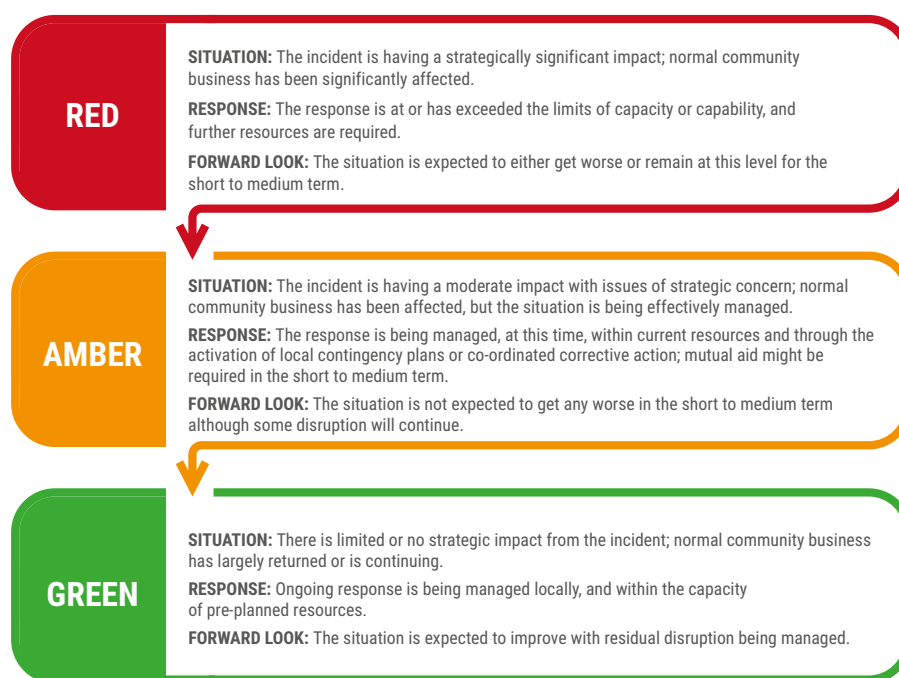 RED
SITUATION: The incident is having a strategically significant impact; normal community
business has been significantly affected.
RESPONSE: The response is at or has exceeded the limits of capacity or capability, and
further resources are required.
FORWARD LOOK: The situation is expected to either get worse or remain at this level for the
short to medium term.
AMBER
SITUATION: The incident is having a moderate impact with issues of strategic concern; normal
community business has been affected, but the situation is being effectively managed.
RESPONSE: The response is being managed, at this time, within current resources and through the
activation of local contingency plans or co-ordinated corrective action; mutual aid might be
required in the short to medium term.
FORWARD LOOK: The situation is not expected to get any worse in the short to medium term
although some disruption will continue.
GREEN
SITUATION: There is limited or no strategic impact from the incident; normal community business
has largely returned or is continuing.
RESPONSE: Ongoing response is being managed locally, and within the capacity
of pre-planned resources.
FORWARD LOOK: The situation is expected to improve with residual disruption being managed.